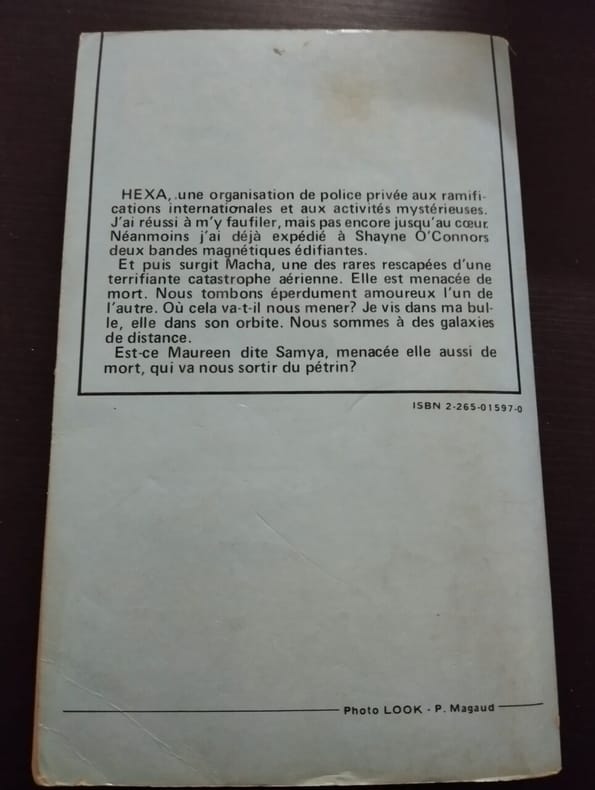 HEXA, une organisation de police privée aux ramifi-
cations internationales et aux activités mystérieuses.
J'ai réussi à m'y faufiler, mais pas encore jusqu'au cœur.
Néanmoins j'ai déjà expédié à Shayne O'Connors
deux bandes magnétiques édifiantes.
Et puis surgit Macha, une des rares rescapées d'une
terrifiante catastrophe aérienne. Elle est menacée de
mort. Nous tombons éperdument amoureux l'un de
l'autre. Où cela va-t-il nous mener? Je vis dans ma bul-
le, elle dans son orbite. Nous sommes à des galaxies
de distance.
Est-ce Maureen dite Samya, menacée elle aussi de
mort, qui va nous sortir du pétrin?
ISBN 2-265-01597-0
Photo LOOK - P. Magaud